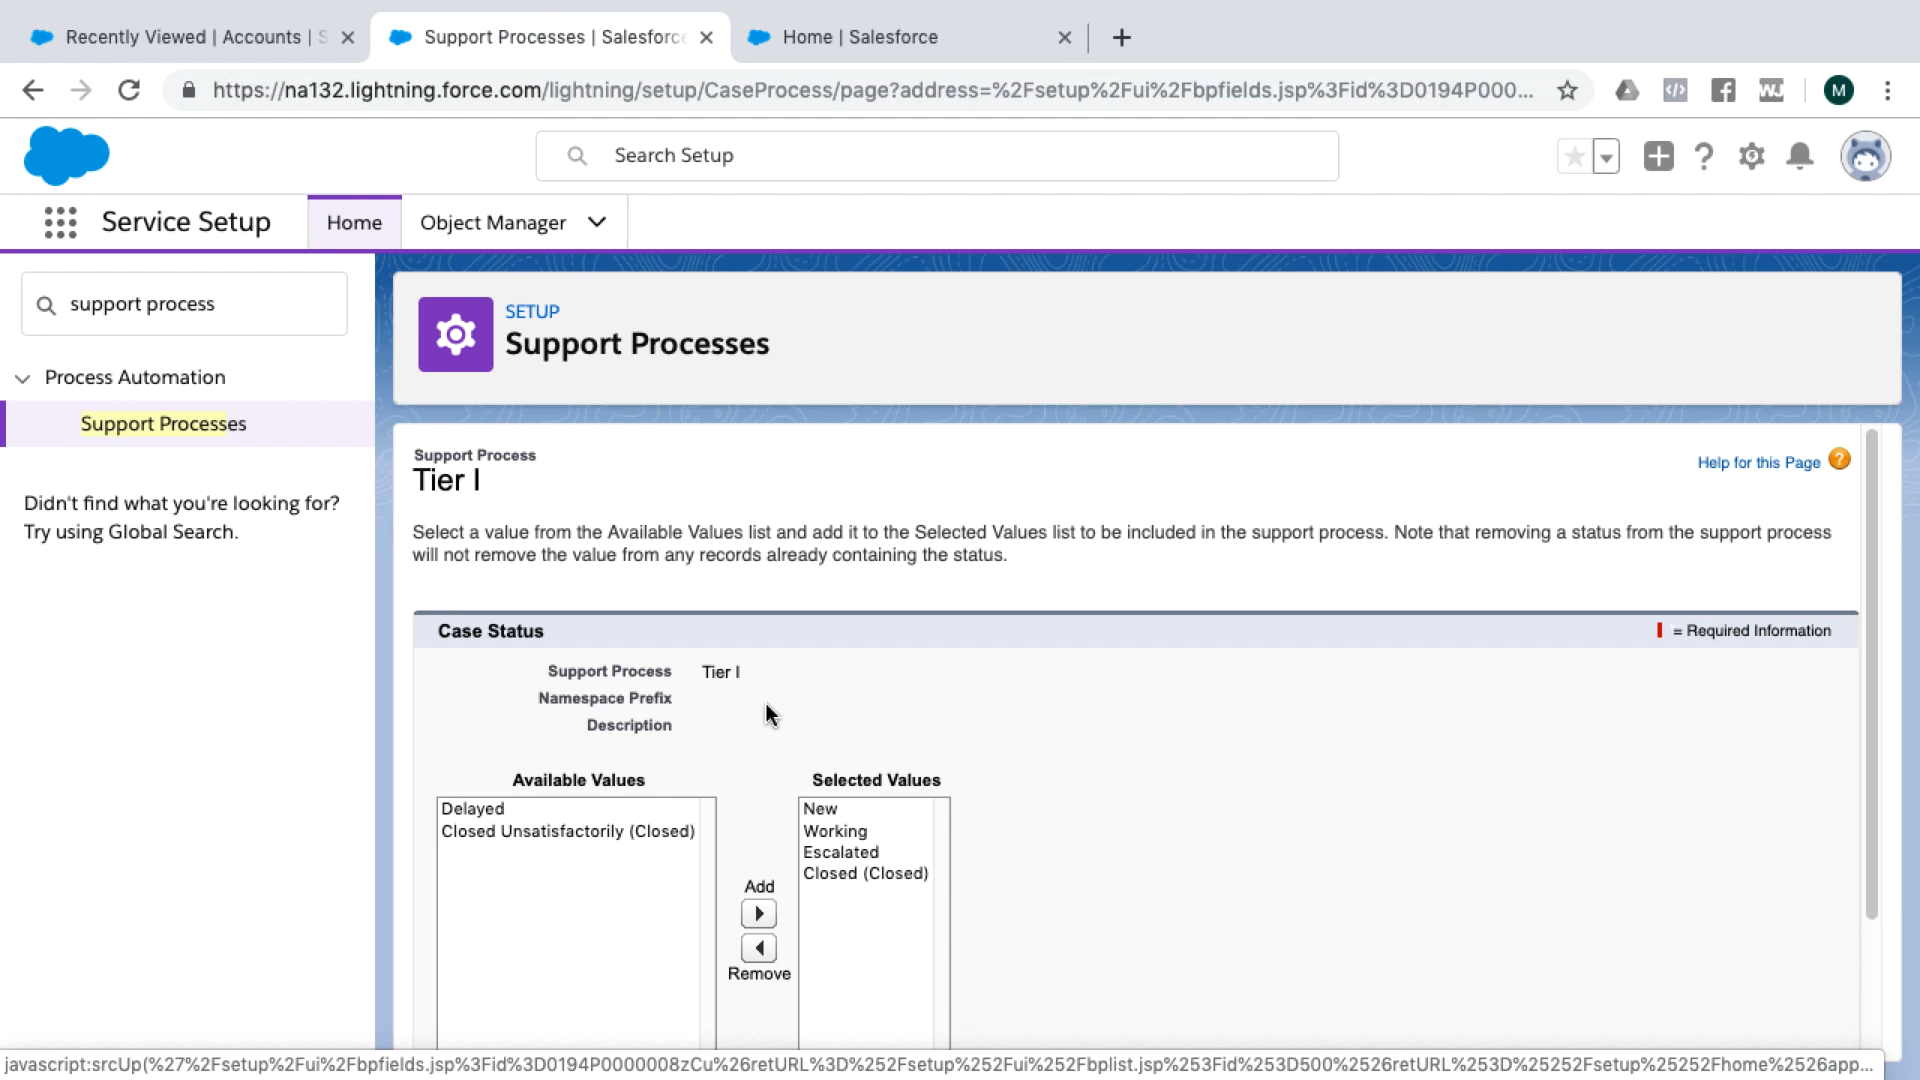 Recently Viewed | Accounts | S
Support Processes | Salesforce
Home | Salesforce
https://na132.lightning.force.com/lightning/setup/CaseProcess/page?address=%2Fsetup%2Fui%2Fbpfields.jsp%3Fid%3D0194P000...
M
Search Setup
Service Setup
Home
Object Manager
support process
Process Automation
Support Processes
Didn't find what you're looking for?
Try using Global Search.
SETUP
Support Processes
Support Process
Tier I
Help for this Page ?
Select a value from the Available Values list and add it to the Selected Values list to be included in the support process. Note that removing a status from the support process
will not remove the value from any records already containing the status.
Case Status
= Required Information
Support Process Tier I
Namespace Prefix
Description
Available Values
Delayed
Closed Unsatisfactorily (Closed)
Add
Remove
Selected Values
New
Working
Escalated
Closed (Closed)
javascript:srcUp(%27%2Fsetup%2Fui%2Fbpfields.jsp%3Fid%3D0194P0000008zCu%26retURL%3D%252Fsetup%252Fui%252Fbplist.jsp%253Fid%253D500%2526retURL%253D%25252Fsetup%25252Fhome%2526app...